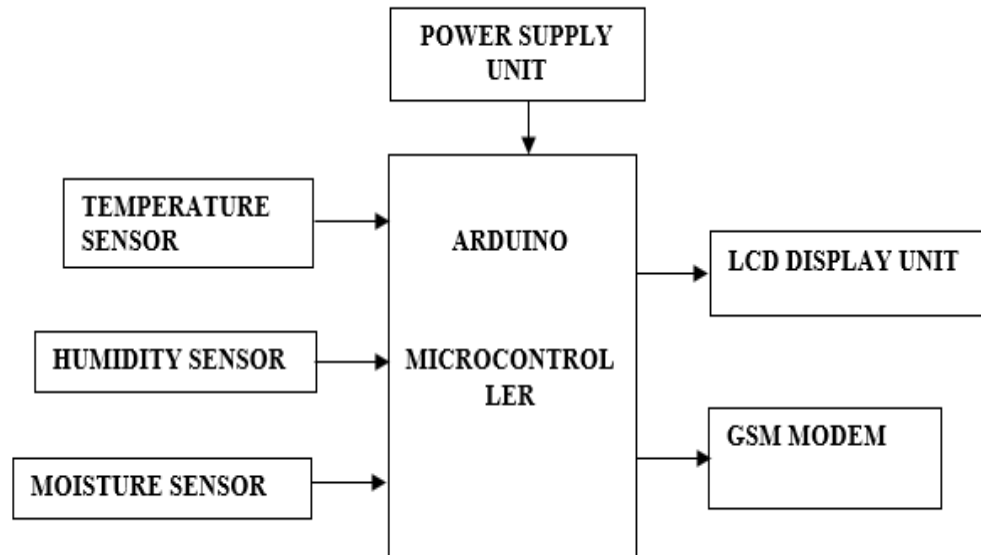 POWER SUPPLY
UNIT
TEMPERATURE
SENSOR
ARDUINO
LCD DISPLAY UNIT
HUMIDITY SENSOR
MICROCONTROL
LER
GSM MODEM
MOISTURE SENSOR